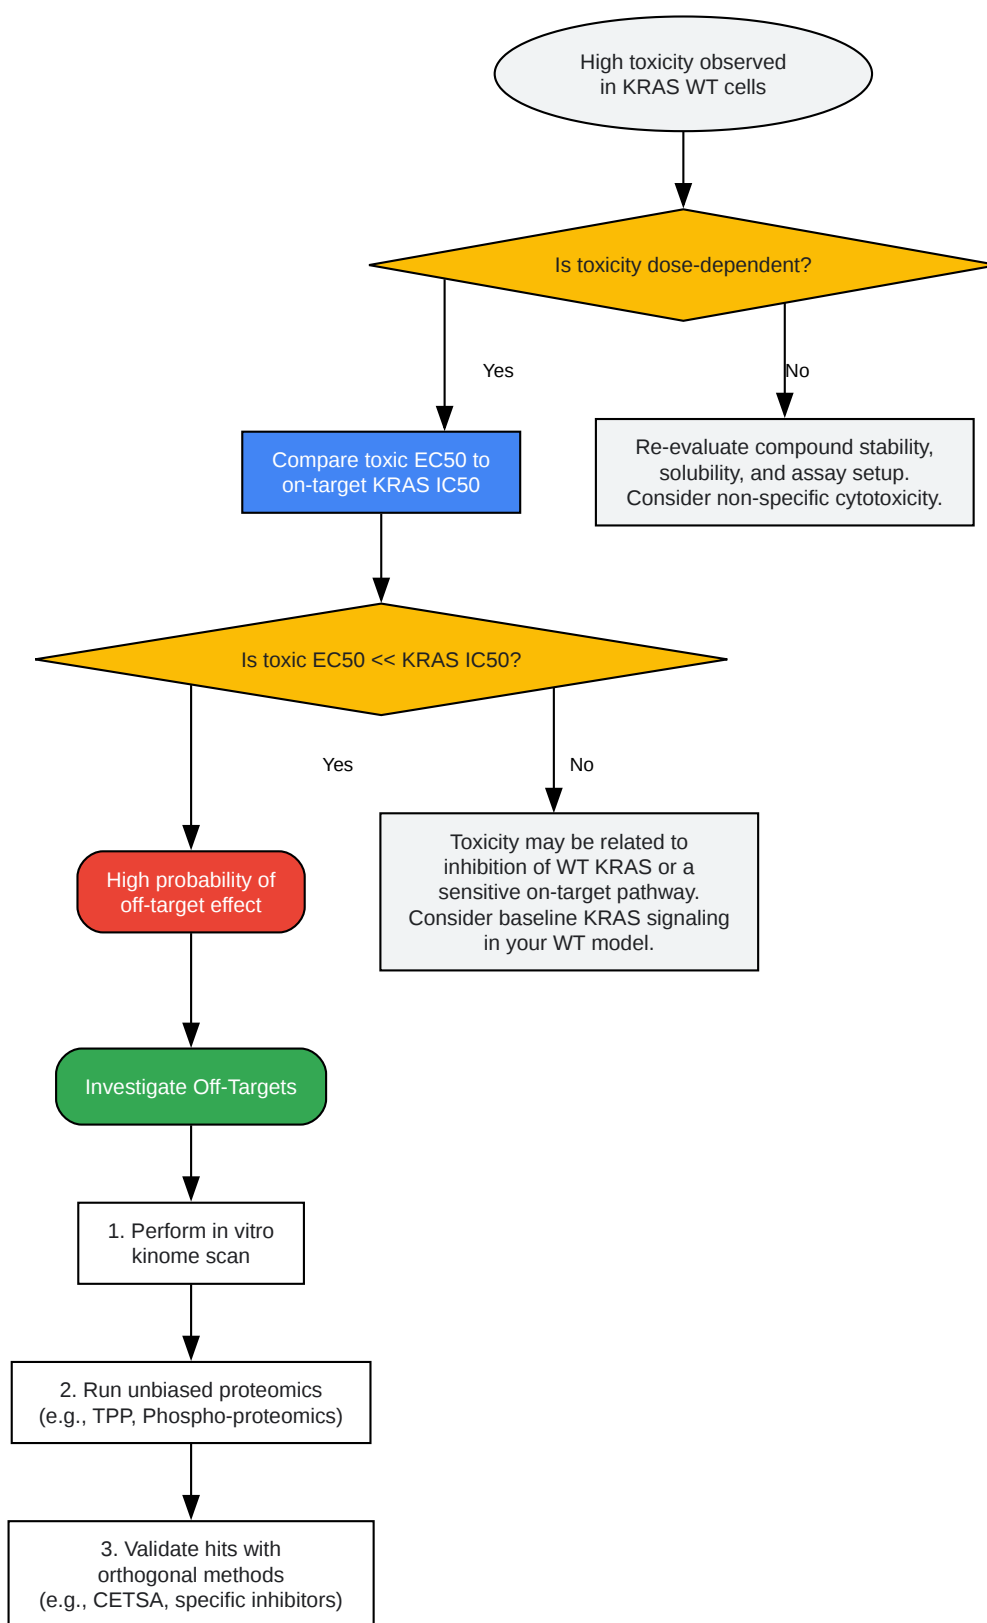 High toxicity observed
in KRAS WT cells
Is toxicity dose-dependent?
Yes
No
Compare toxic EC50 to
on-target KRAS IC50
Re-evaluate compound stability,
solubility, and assay setup.
Consider non-specific cytotoxicity.
Is toxic EC50 << KRAS IC50?
Yes
No
High probability of
off-target effect
Toxicity may be related to
inhibition of WT KRAS or a
sensitive on-target pathway.
Consider baseline KRAS signaling
in your WT model.
Investigate Off-Targets
1. Perform in vitro
kinome scan
2. Run unbiased proteomics
(e.g., TPP, Phospho-proteomics)
3. Validate hits with
orthogonal methods
(e.g., CETSA, specific inhibitors)